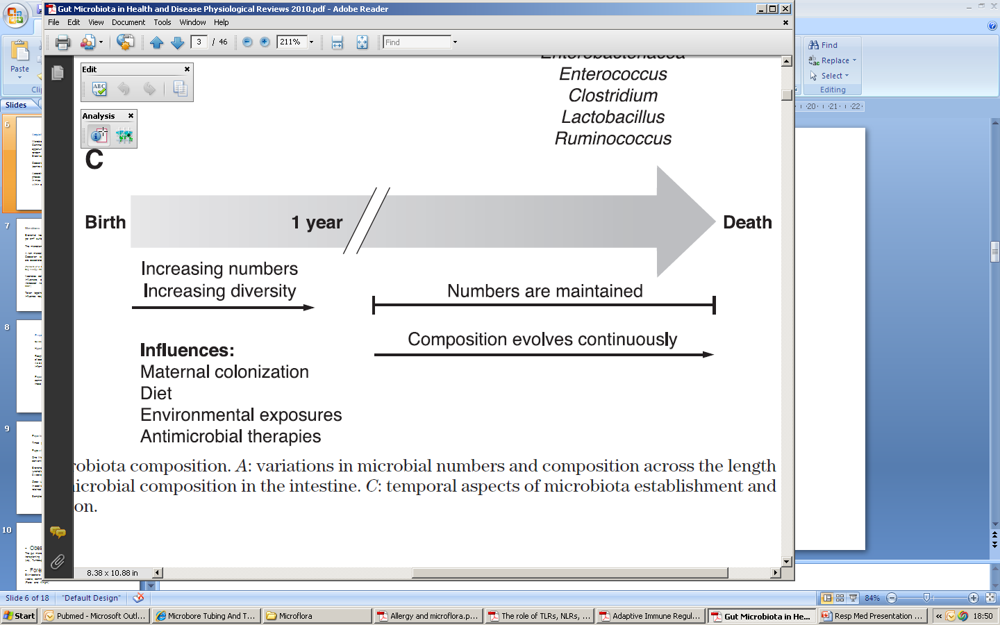 Gut Microbiota in Health and Disease Physiological Reviews 2010.pdf - Adobe Reader
File Edit View Document Tools Window Help
3 / 46 211% Find
Edit
Analysis
Enterococcus
Clostridium
Lactobacillus
Ruminococcus
C
Birth 1 year Death
Increasing numbers
Increasing diversity
Numbers are maintained
Composition evolves continuously
Influences:
Maternal colonization
Diet
Environmental exposures
Antimicrobial therapies
robiota composition. A: variations in microbial numbers and composition across the length
icrobial composition in the intestine. C: temporal aspects of microbiota establishment and
on.
8.38 x 10.88 in
Paste
Slides
6
7
8
9
10
Find
Replace
Select
Editing
20 21 22
Slide 6 of 18 "Default Design" 84%
Start Pubmed - Microsoft Outl... Microbore Tubing And T... Microflora Allergy and microflora.p... The role of TLRs, NLRs, ... Adaptive Immune Regul... Gut Microbiota in He... Resp Med Presentation ... 18:50